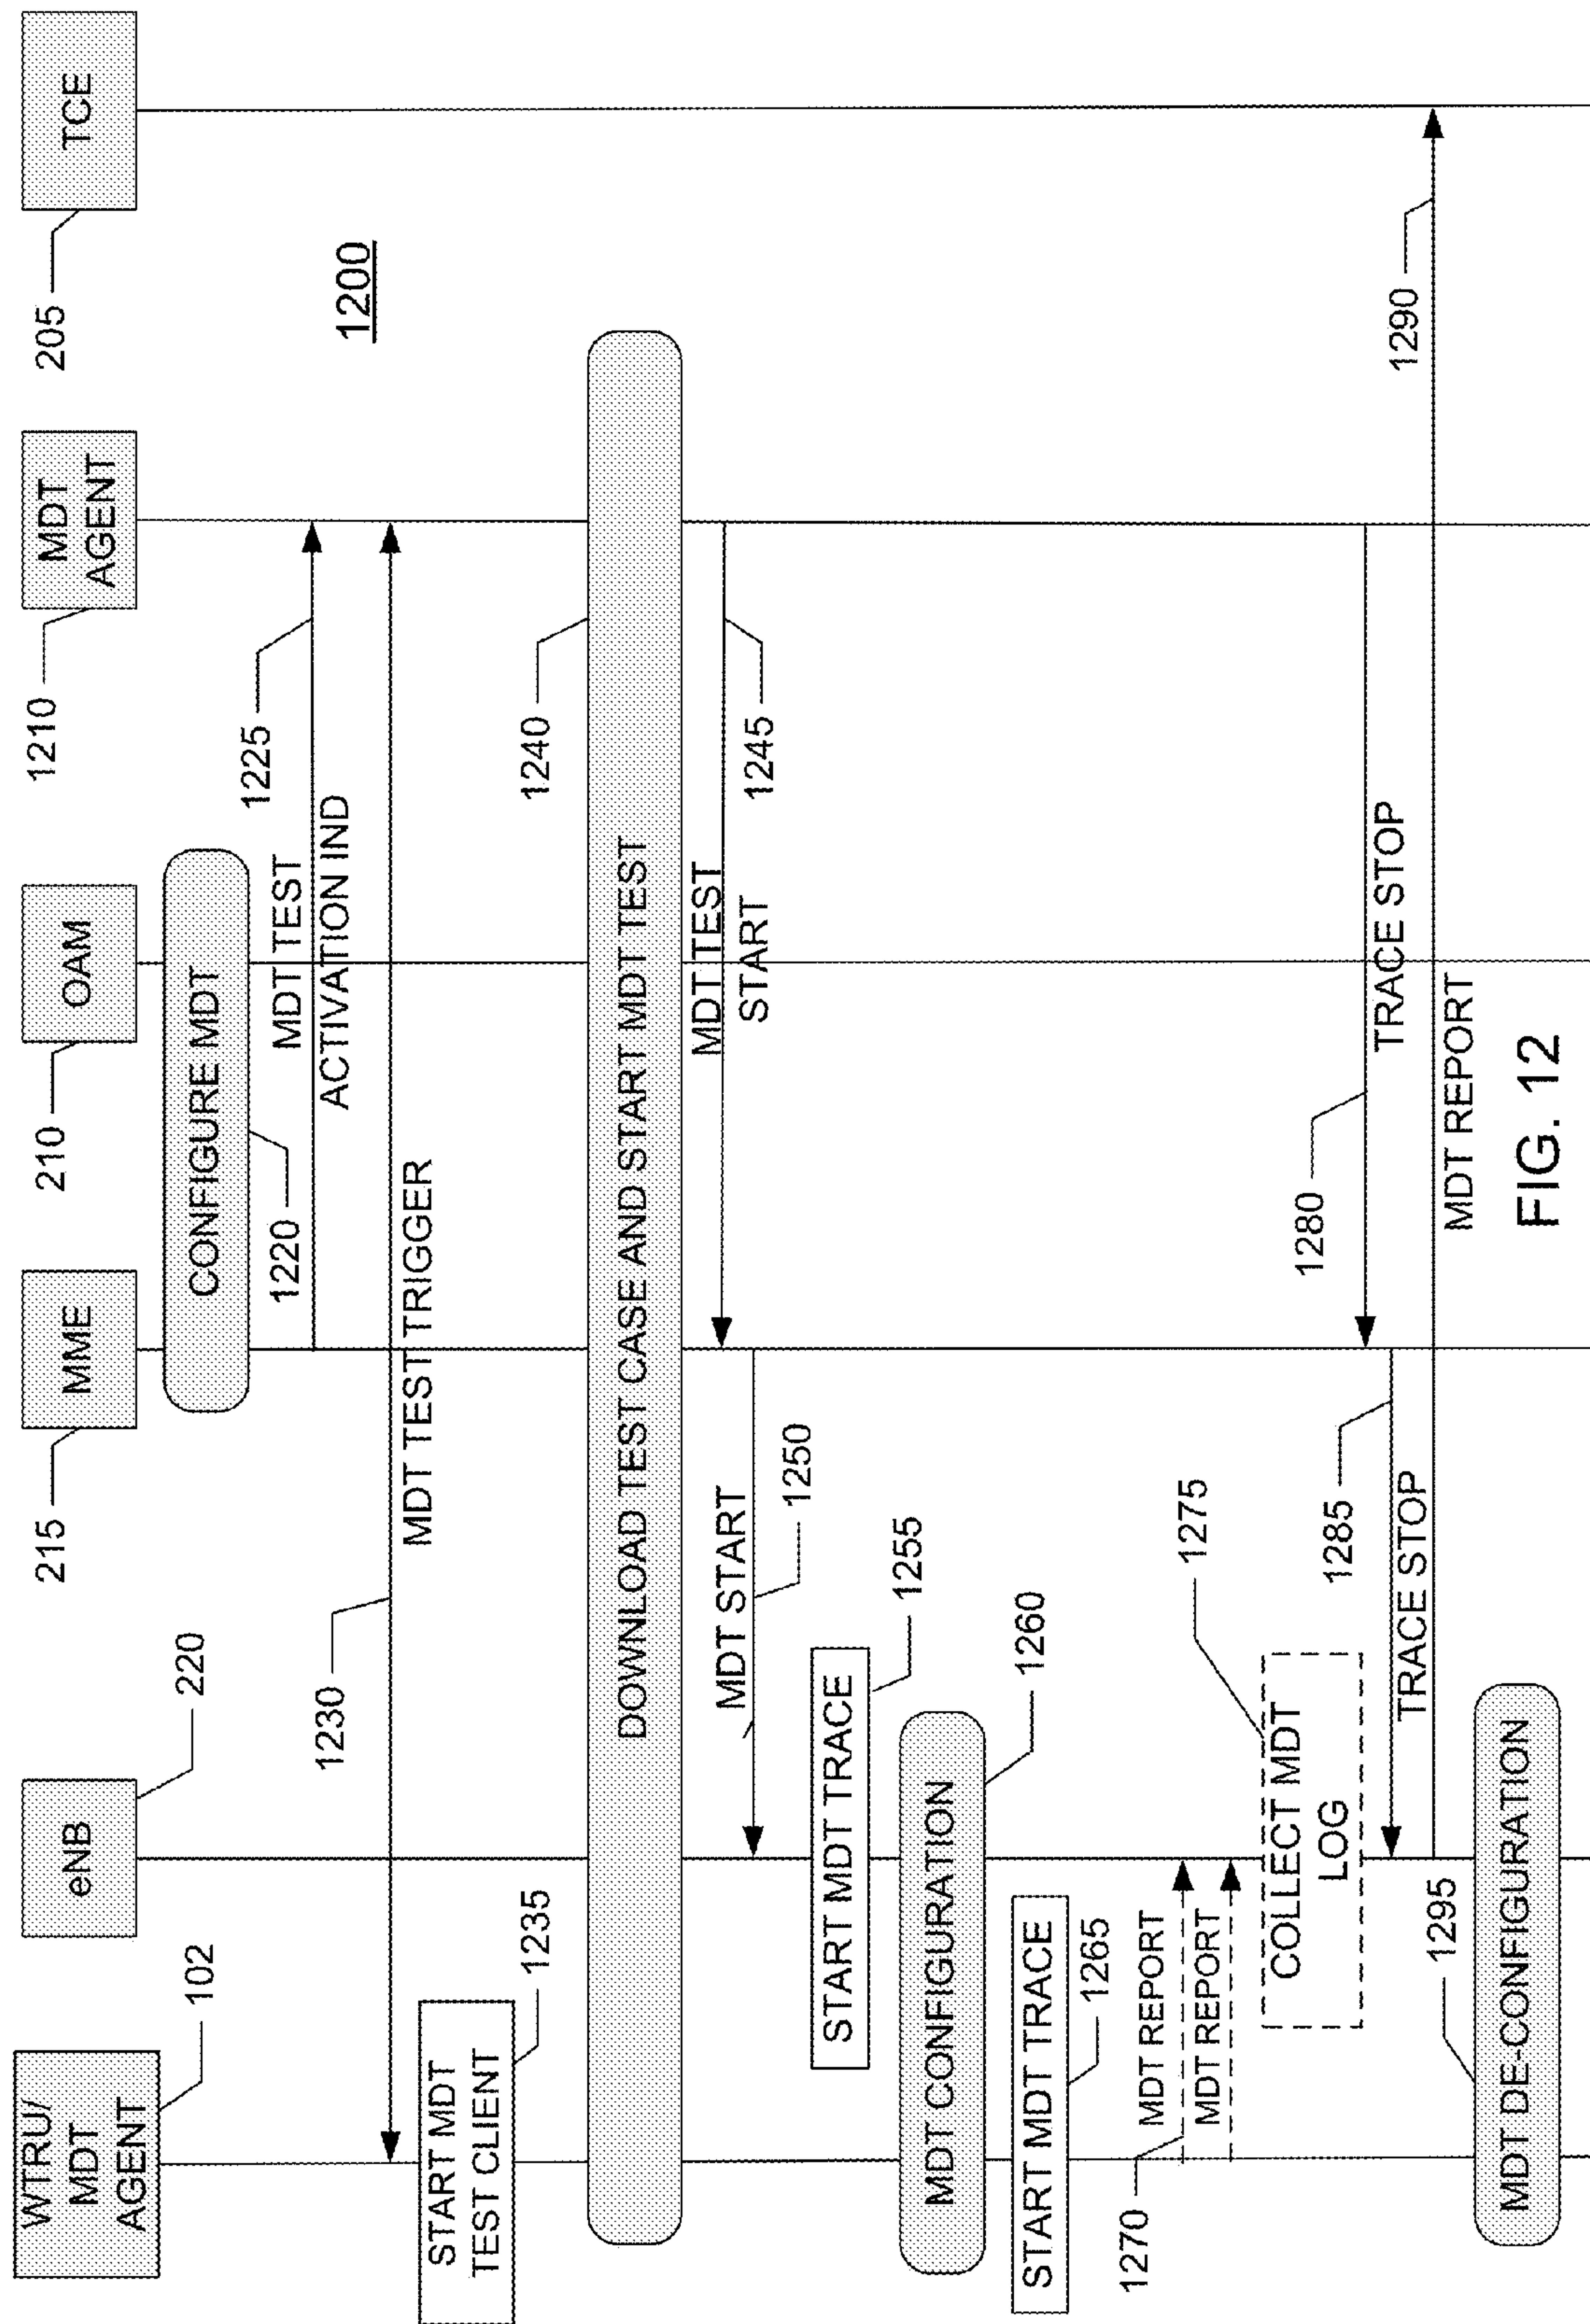 WTRU/
MDT
AGENT
102
eNB
220
MME
215
OAM
210
MDT
AGENT
1210
TCE
205
1200
CONFIGURE MDT
1220
MDT TEST
ACTIVATION IND
1225
1230
MDT TEST TRIGGER
START MDT
TEST CLIENT
1235
1240
DOWNLOAD TEST CASE AND START MDT TEST
MDT TEST
START
1245
MDT START
1250
START MDT TRACE
1255
MDT CONFIGURATION
1260
START MDT TRACE
1265
MDT REPORT
MDT REPORT
1270
COLLECT MDT
LOG
1275
1280
TRACE STOP
1285
TRACE STOP
1290
MDT REPORT
1295
MDT DE-CONFIGURATION
FIG. 12